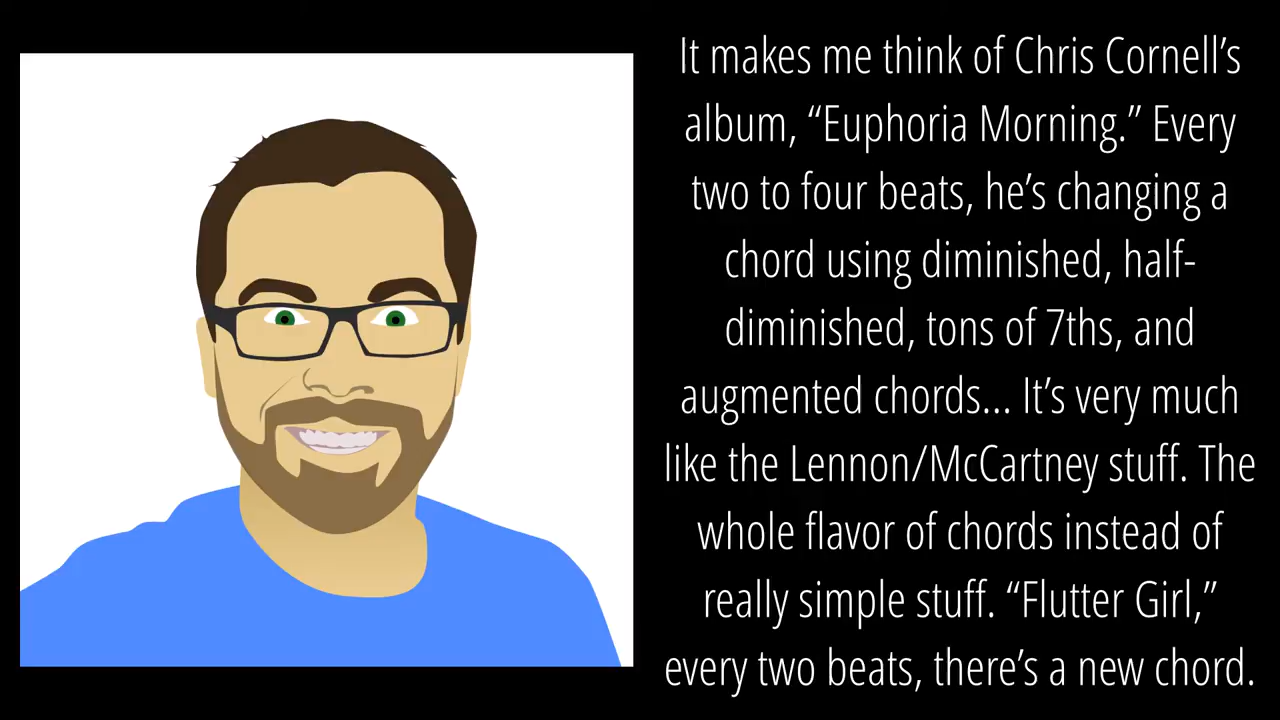 It makes me think of Chris Cornell’s
album, “Euphoria Morning.” Every
two to four beats, he’s changing a
chord using diminished, half-
diminished, tons of 7ths, and
augmented chords... It’s very much
like the Lennon/McCartney stuff. The
whole flavor of chords instead of
really simple stuff. “Flutter Girl,”
every two beats, there’s a new chord.